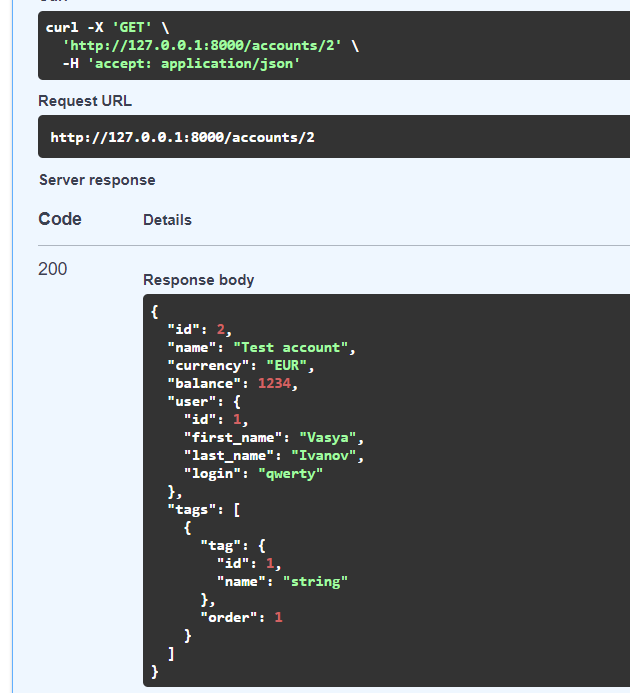 curl -X 'GET' \
'http://127.0.0.1:8000/accounts/2' \
-H 'accept: application/json'
Request URL
http://127.0.0.1:8000/accounts/2
Server response
Code Details
200
Response body
{
"id": 2,
"name": "Test account",
"currency": "EUR",
"balance": 1234,
"user": {
"id": 1,
"first_name": "Vasya",
"last_name": "Ivanov",
"login": "qwerty"
},
"tags": [
{
"tag": {
"id": 1,
"name": "string"
},
"order": 1
}
]
}